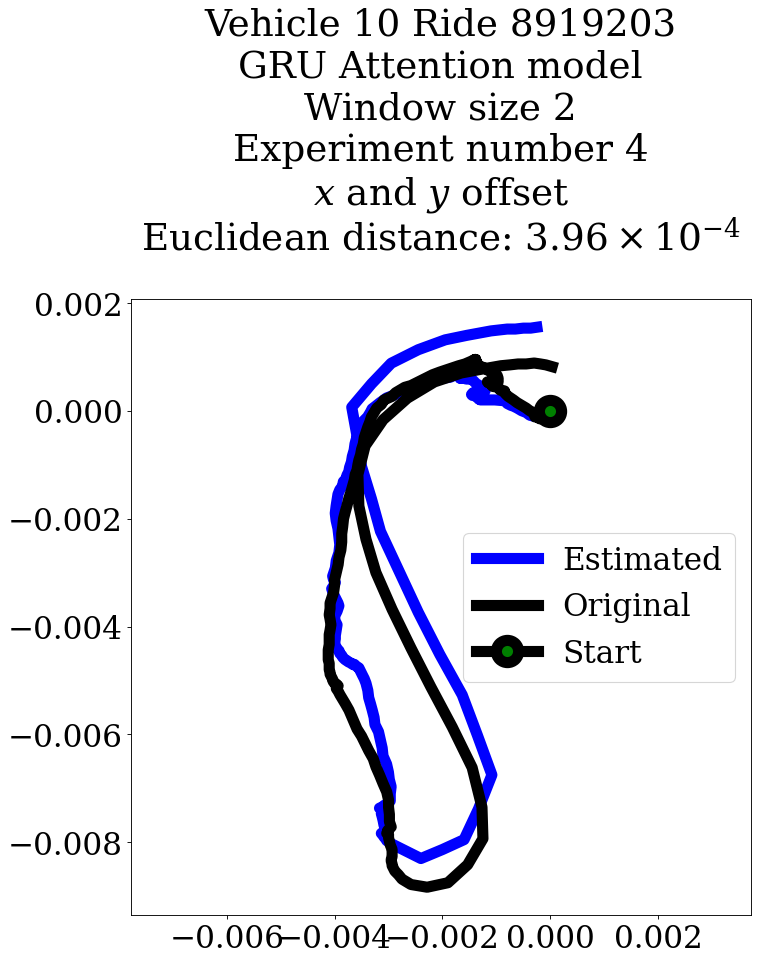 Vehicle 10 Ride 8919203
GRU Attention model
Window size 2
Experiment number 4
x and y offset
Euclidean distance: 3.96 × 10⁻⁴
0.002
0.000
−0.002
−0.004
−0.006
−0.008
Estimated
Original
Start
−0.006 −0.004 −0.002 0.000 0.002